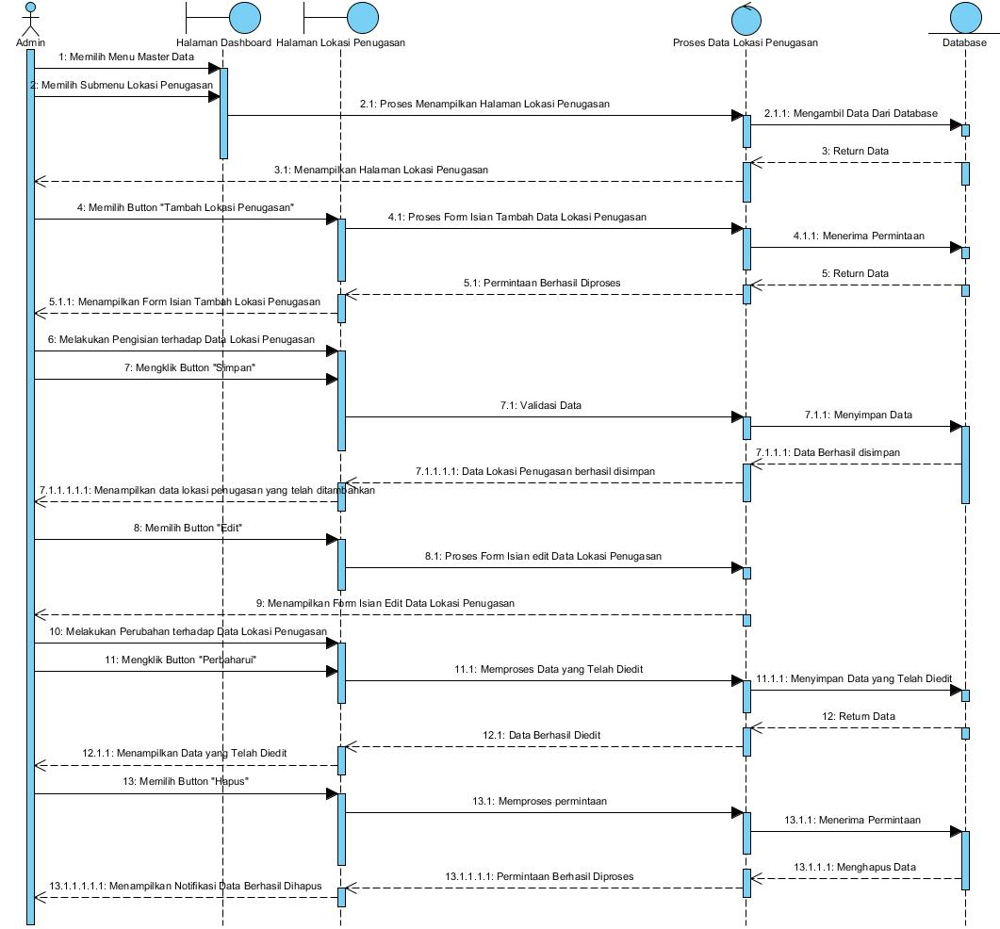 Admin
Halaman Dashboard
Halaman Lokasi Penugasan
Proses Data Lokasi Penugasan
Database
1: Memilih Menu Master Data
2: Memilih Submenu Lokasi Penugasan
2.1: Proses Menampilkan Halaman Lokasi Penugasan
2.1.1: Mengambil Data Dari Database
3: Return Data
3.1: Menampilkan Halaman Lokasi Penugasan
4: Memilih Button "Tambah Lokasi Penugasan"
4.1: Proses Form Isian Tambah Data Lokasi Penugasan
4.1.1: Menerima Permintaan
5: Return Data
5.1: Permintaan Berhasil Diproses
5.1.1: Menampilkan Form Isian Tambah Lokasi Penugasan
6: Melakukan Pengisian terhadap Data Lokasi Penugasan
7: Mengklik Button "Simpan"
7.1: Validasi Data
7.1.1: Menyimpan Data
7.1.1.1: Data Berhasil disimpan
7.1.1.1.1: Data Lokasi Penugasan berhasil disimpan
7.1.1.1.1.1: Menampilkan data lokasi penugasan yang telah ditambahkan
8: Memilih Button "Edit"
8.1: Proses Form Isian edit Data Lokasi Penugasan
9: Menampilkan Form Isian Edit Data Lokasi Penugasan
10: Melakukan Perubahan terhadap Data Lokasi Penugasan
11: Mengklik Button "Perbaharui"
11.1: Memproses Data yang Telah Diedit
11.1.1: Menyimpan Data yang Telah Diedit
12: Return Data
12.1: Data Berhasil Diedit
12.1.1: Menampilkan Data yang Telah Diedit
13: Memilih Button "Hapus"
13.1: Memproses permintaan
13.1.1: Menerima Permintaan
13.1.1.1: Menghapus Data
13.1.1.1.1: Permintaan Berhasil Diproses
13.1.1.1.1.1: Menampilkan Notifikasi Data Berhasil Dihapus